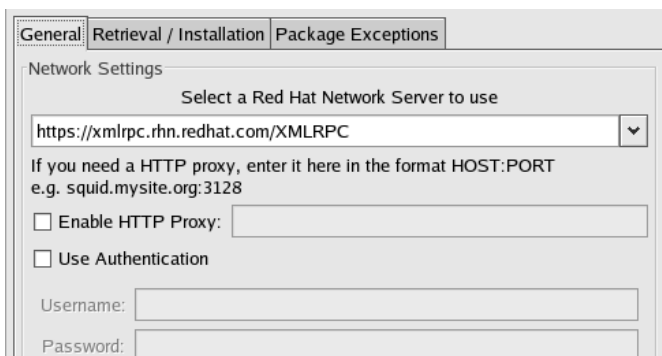 General Retrieval / Installation Package Exceptions
Network Settings
Select a Red Hat Network Server to use
https://xmlrpc.rhn.redhat.com/XMLRPC
If you need a HTTP proxy, enter it here in the format HOST:PORT
e.g. squid.mysite.org:3128
Enable HTTP Proxy:
Use Authentication
Username:
Password: